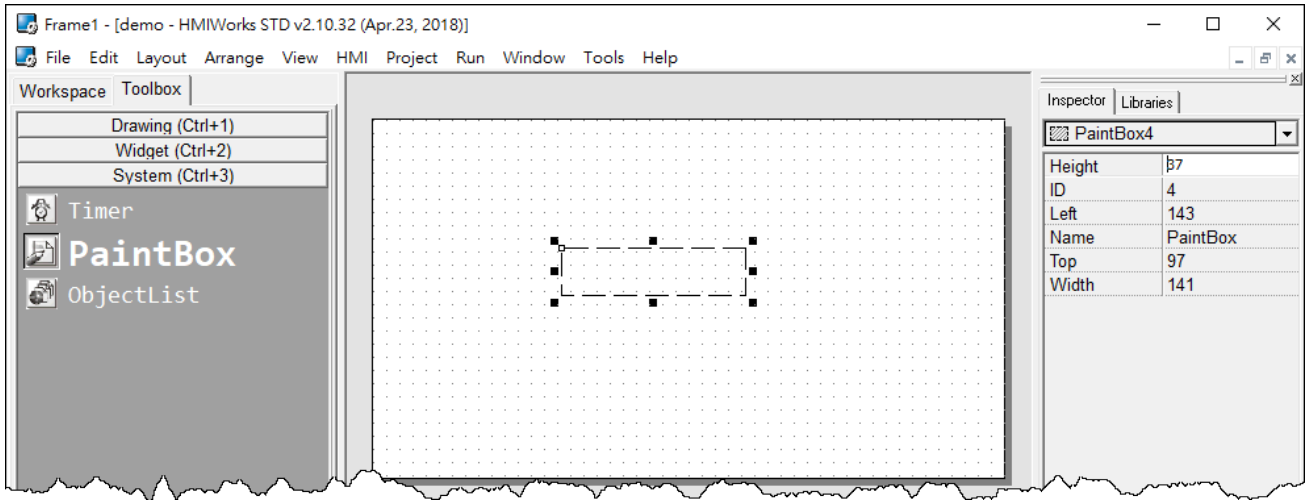 Frame1 - [demo - HMIWorks STD v2.10.32 (Apr.23, 2018)]
File Edit Layout Arrange View HMI Project Run Window Tools Help
Workspace Toolbox
Drawing (Ctrl+1)
Widget (Ctrl+2)
System (Ctrl+3)
Timer
PaintBox
ObjectList
Inspector Libraries
PaintBox4
Height 37
ID 4
Left 143
Name PaintBox
Top 97
Width 141